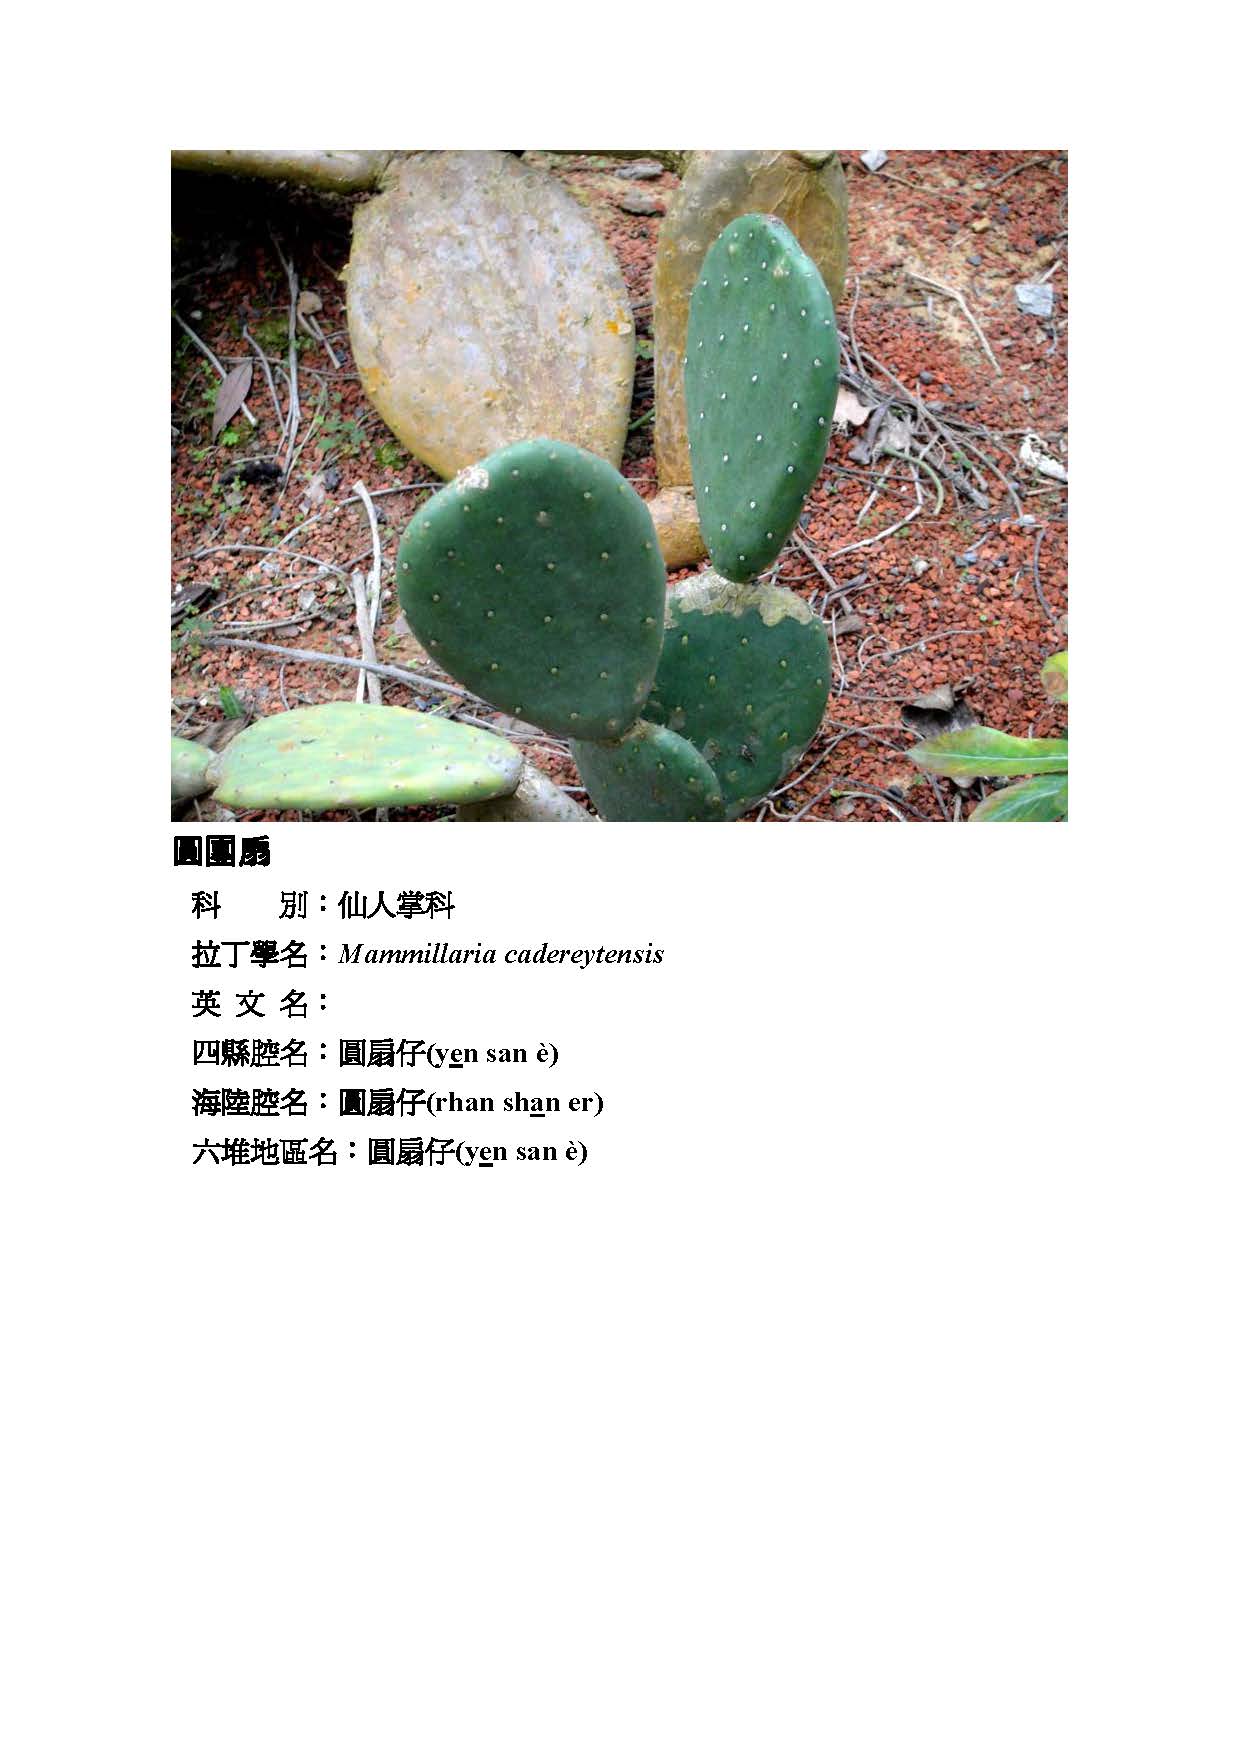 圓團扇
科　　別：仙人掌科
拉丁學名：Mammillaria cadereytensis
英 文 名：
四縣腔名：圓扇仔(yen san è)
海陸腔名：圓扇仔(rhan shan er)
六堆地區名：圓扇仔(yen san è)